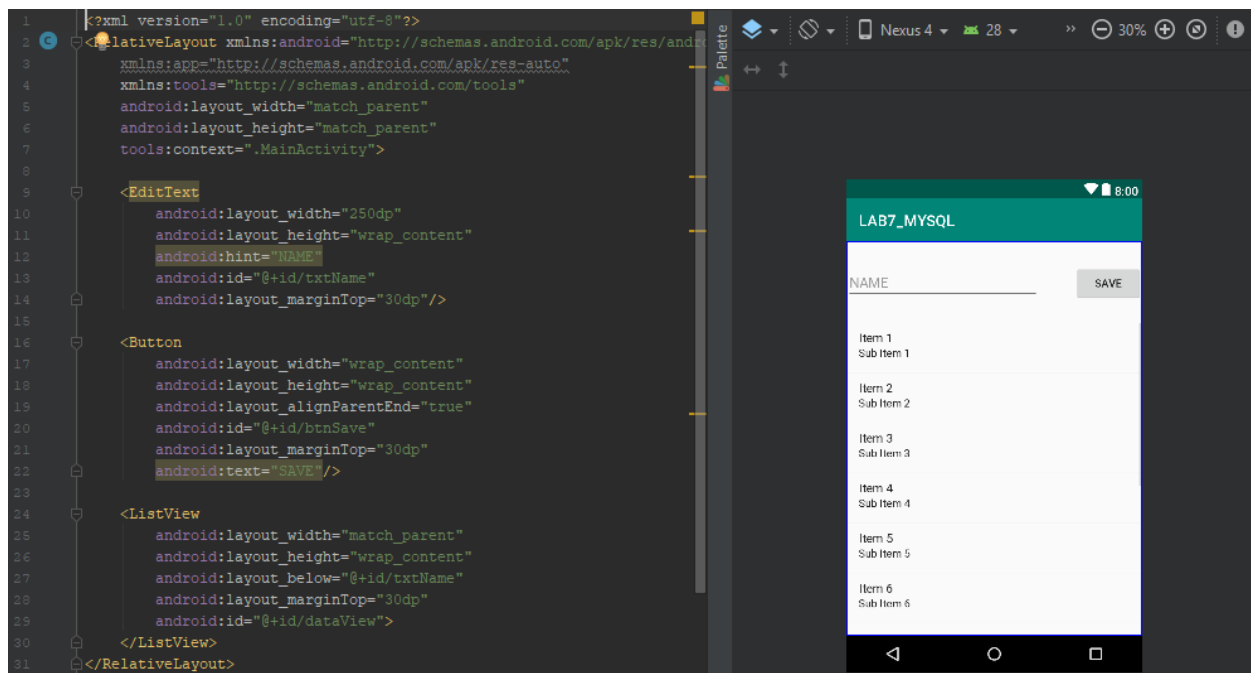 1 <?xml version="1.0" encoding="utf-8"?>
2 C <RelativeLayout xmlns:android="http://schemas.android.com/apk/res/andr
3 xmlns:app="http://schemas.android.com/apk/res-auto"
4 xmlns:tools="http://schemas.android.com/tools"
5 android:layout_width="match_parent"
6 android:layout_height="match_parent"
7 tools:context=".MainActivity">
8
9 <EditText
10 android:layout_width="250dp"
11 android:layout_height="wrap_content"
12 android:hint="NAME"
13 android:id="@+id/txtName"
14 android:layout_marginTop="30dp"/>
15
16 <Button
17 android:layout_width="wrap_content"
18 android:layout_height="wrap_content"
19 android:layout_alignParentEnd="true"
20 android:id="@+id/btnSave"
21 android:layout_marginTop="30dp"
22 android:text="SAVE"/>
23
24 <ListView
25 android:layout_width="match_parent"
26 android:layout_height="wrap_content"
27 android:layout_below="@+id/txtName"
28 android:layout_marginTop="30dp"
29 android:id="@+id/dataView">
30 </ListView>
31 </RelativeLayout>
Palette
Nexus 4 28 » 30%
8:00
LAB7_MYSQL
NAME SAVE
Item 1
Sub Item 1
Item 2
Sub Item 2
Item 3
Sub Item 3
Item 4
Sub Item 4
Item 5
Sub Item 5
Item 6
Sub Item 6